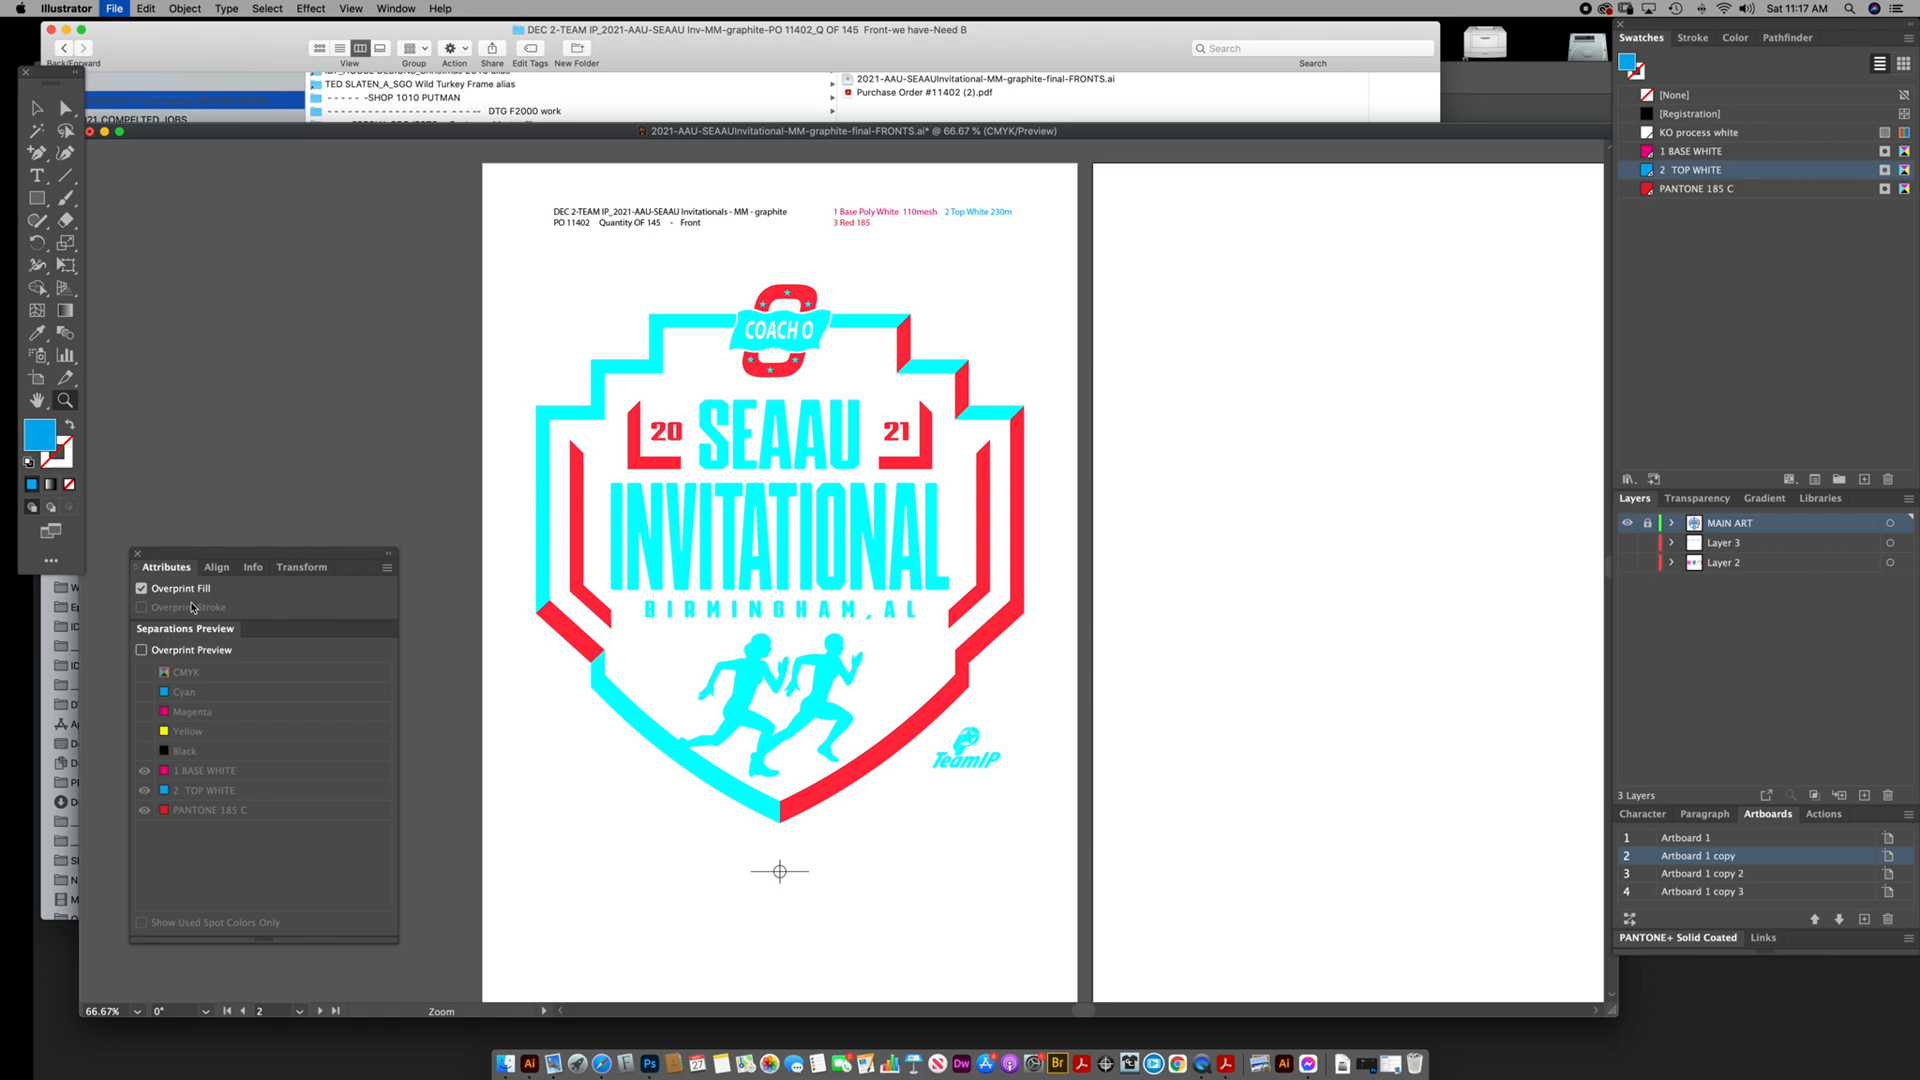 Illustrator File Edit Object Type Select Effect View Window Help
Sat 11:17 AM
DEC 2-TEAM IP_2021-AAU-SEAAU Inv-MM-graphite-PO 11402_Q OF 145 Front-we have-Need B
Back/Forward View Group Action Share Edit Tags New Folder Search
Search
TED SLATEN_A_SGO Wild Turkey Frame alias
- - - - - -SHOP 1010 PUTMAN
DTG F2000 work
2021-AAU-SEAAUInvitational-MM-graphite-final-FRONTS.ai
Purchase Order #11402 (2).pdf
021 COMPELTED JOBS
2021-AAU-SEAAUInvitational-MM-graphite-final-FRONTS.ai* @ 66.67 % (CMYK/Preview)
DEC 2-TEAM IP_2021-AAU-SEAAU Invitationals - MM - graphite
PO 11402 Quantity OF 145 - Front
1 Base Poly White 110mesh 2 Top White 230m
3 Red 185
COACH O
20 SEAAU 21
INVITATIONAL
BIRMINGHAM, AL
TeamIP
Attributes Align Info Transform
Overprint Fill
Overprint Stroke
Separations Preview
Overprint Preview
CMYK
Cyan
Magenta
Yellow
Black
1 BASE WHITE
2 TOP WHITE
PANTONE 185 C
Show Used Spot Colors Only
66.67% 0° 2 Zoom
Swatches Stroke Color Pathfinder
[None]
[Registration]
KO process white
1 BASE WHITE
2 TOP WHITE
PANTONE 185 C
Layers Transparency Gradient Libraries
MAIN ART
Layer 3
Layer 2
3 Layers
Character Paragraph Artboards Actions
1 Artboard 1
2 Artboard 1 copy
3 Artboard 1 copy 2
4 Artboard 1 copy 3
PANTONE+ Solid Coated Links